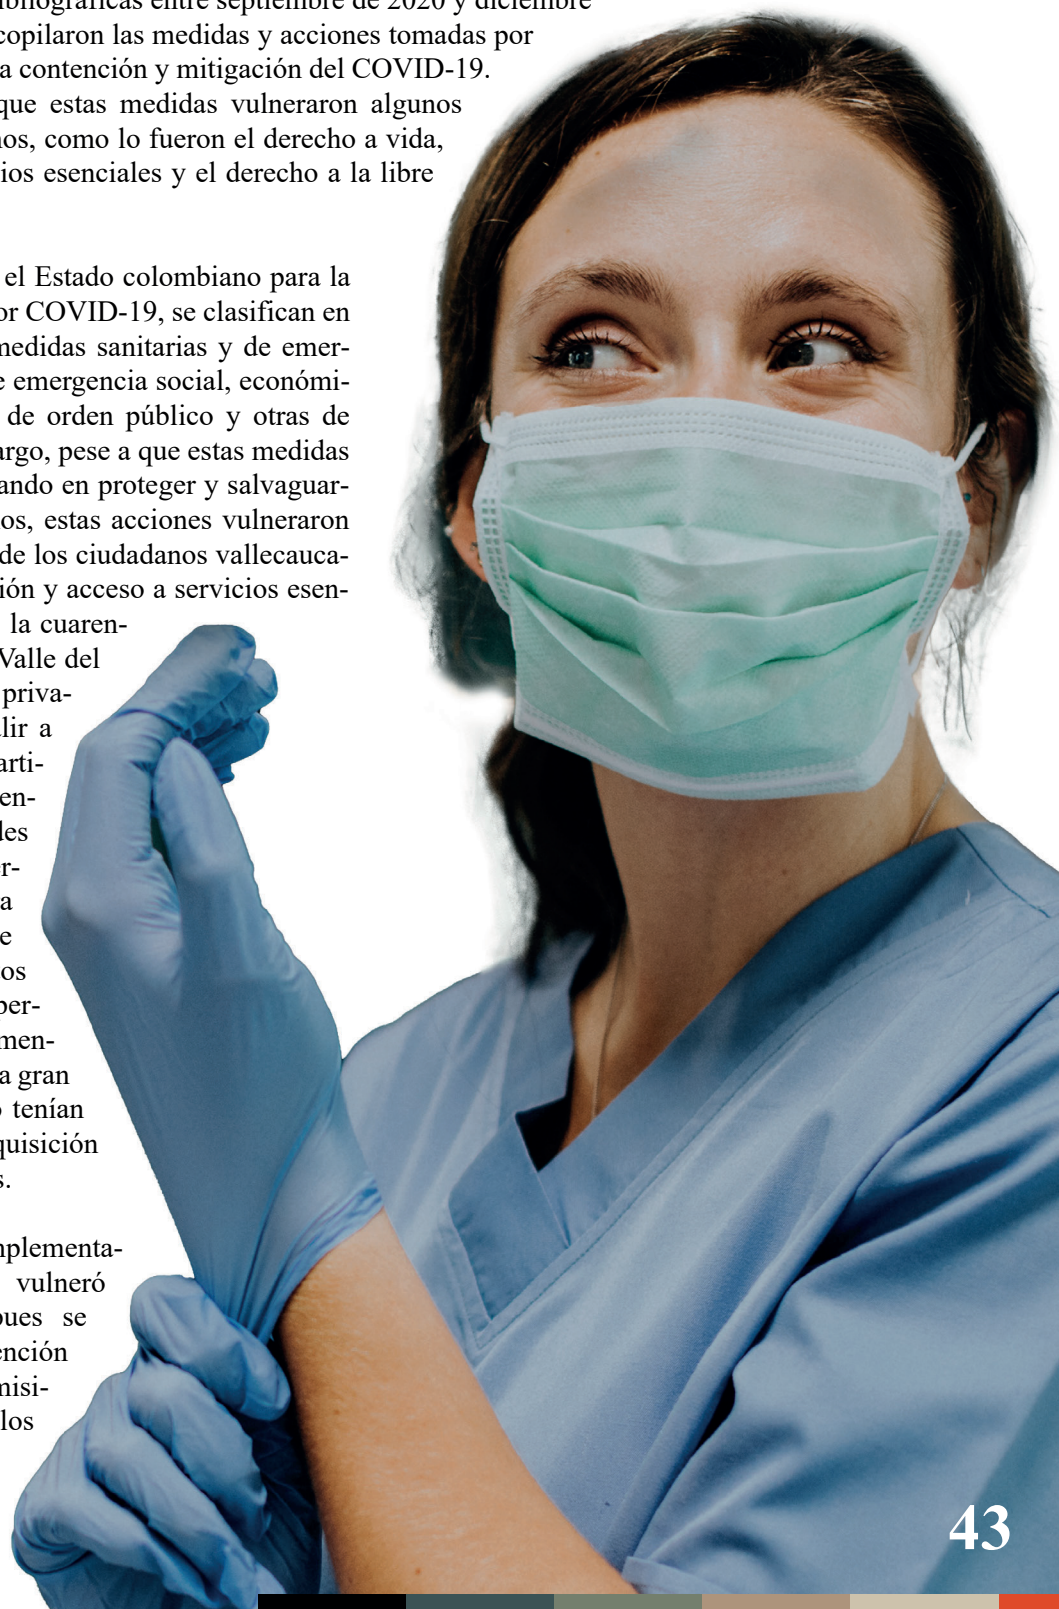 bibliográficas entre septiembre de 2020 y diciembre
copilaron las medidas y acciones tomadas por
a contención y mitigación del COVID-19.
que estas medidas vulneraron algunos
nos, como lo fueron el derecho a vida,
ios esenciales y el derecho a la libre
el Estado colombiano para la
or COVID-19, se clasifican en
medidas sanitarias y de emer-
e emergencia social, económi-
de orden público y otras de
argo, pese a que estas medidas
ando en proteger y salvaguar-
os, estas acciones vulneraron
de los ciudadanos vallecauca-
ión y acceso a servicios esen-
la cuaren-
Valle del
priva-
lir a
arti-
en-
des
er-
a
e
os
per-
men-
a gran
o tenían
quisición
s.
mplementa-
vulneró
pues se
ención
misi-
los
43